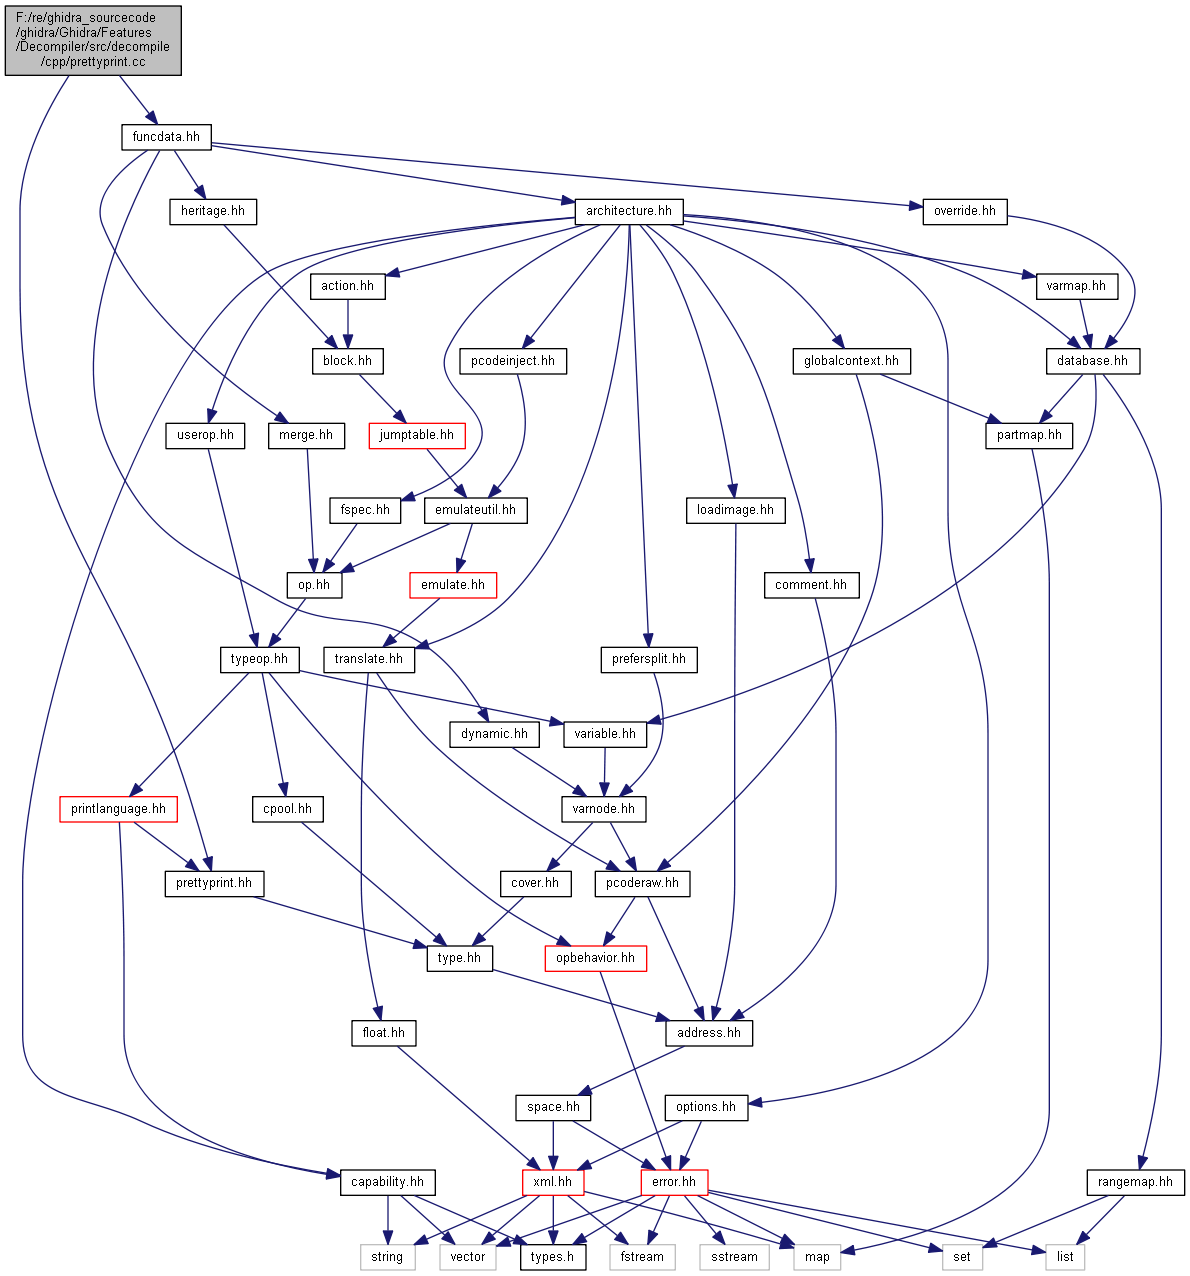 F:/re/ghidra_sourcecode
/ghidra/Ghidra/Features
/Decompiler/src/decompile
/cpp/prettyprint.cc
funcdata.hh
heritage.hh
architecture.hh
override.hh
action.hh
varmap.hh
block.hh
pcodeinject.hh
globalcontext.hh
database.hh
userop.hh
merge.hh
jumptable.hh
partmap.hh
fspec.hh
emulateutil.hh
loadimage.hh
op.hh
emulate.hh
comment.hh
typeop.hh
translate.hh
prefersplit.hh
dynamic.hh
variable.hh
printlanguage.hh
cpool.hh
varnode.hh
prettyprint.hh
cover.hh
pcoderaw.hh
type.hh
opbehavior.hh
float.hh
address.hh
space.hh
options.hh
capability.hh
xml.hh
error.hh
rangemap.hh
string
vector
types.h
fstream
sstream
map
set
list